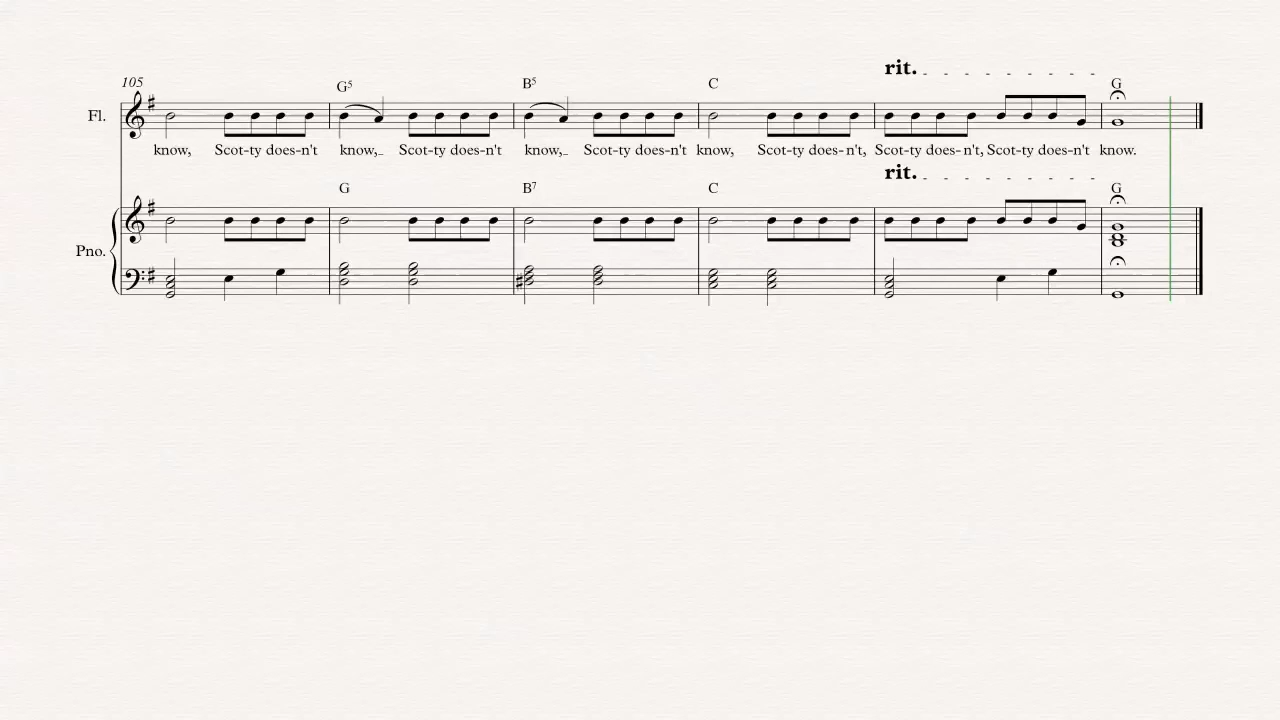 rit.
105 G5 B5 C G
Fl.
know, Scot-ty does-n't know,_ Scot-ty does-n't know,_ Scot-ty does-n't know, Scot-ty does-n't, Scot-ty does-n't, Scot-ty does-n't know.
rit.
G B7 C G
Pno.